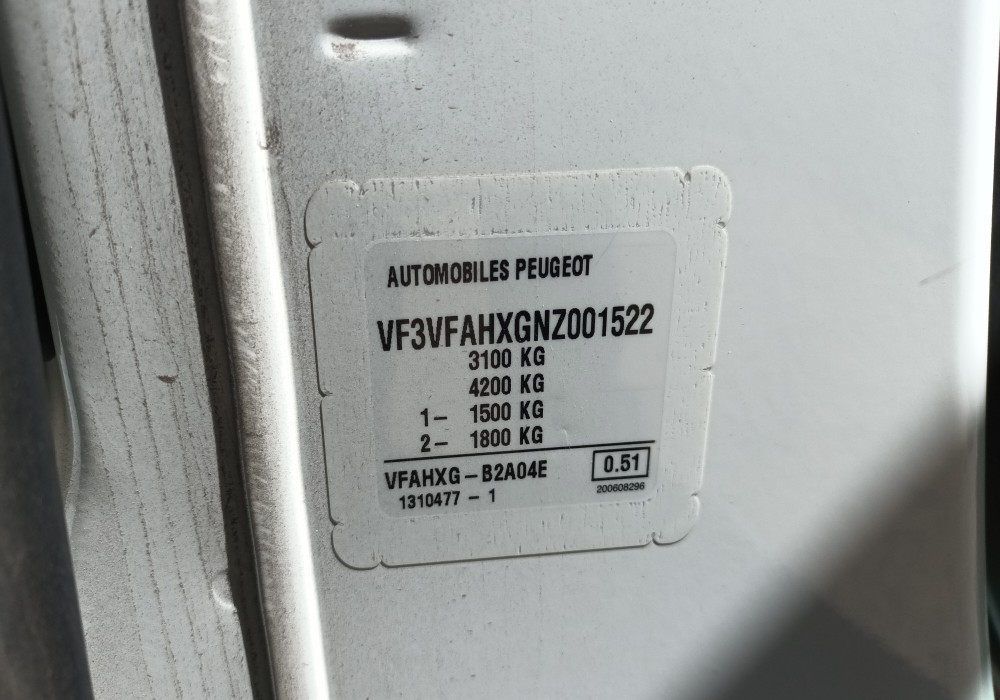 AUTOMOBILES PEUGEOT
VF3VFAHXGNZ001522
3100 KG
4200 KG
1– 1500 KG
2– 1800 KG
VFAHXG – B2A04E 0.51
1310477 – 1 200608296